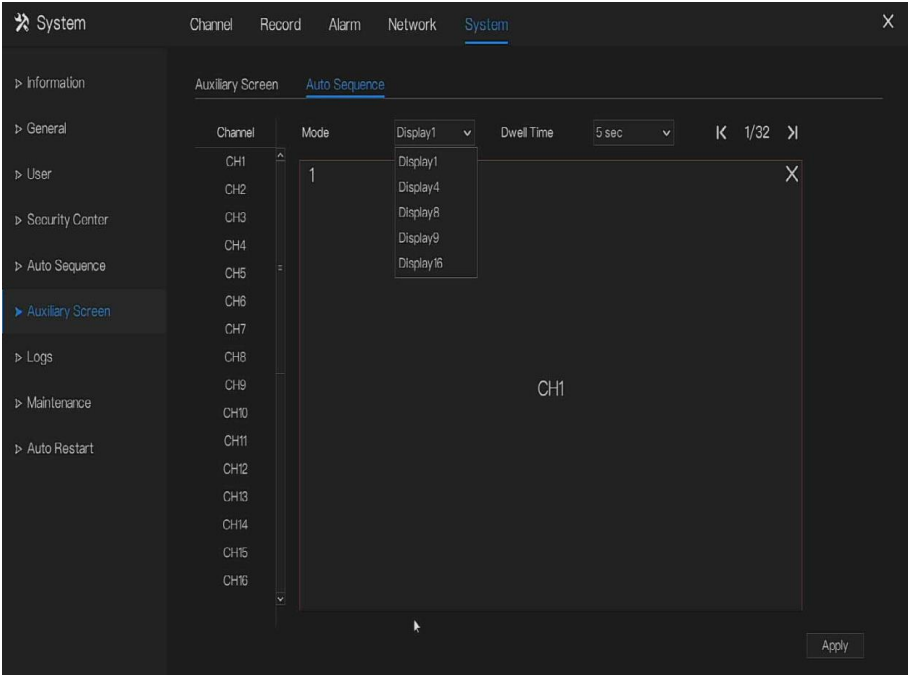 System
Channel Record Alarm Network System X
Information
General
User
Security Center
Auto Sequence
Auxiliary Screen
Logs
Maintenance
Auto Restart
Auxiliary Screen Auto Sequence
Channel Mode Display1 Dwell Time 5 sec 1/32
CH1
CH2
CH3
CH4
CH5
CH6
CH7
CH8
CH9
CH10
CH11
CH12
CH13
CH14
CH15
CH16
Display1
Display4
Display8
Display9
Display16
1 X
CH1
Apply